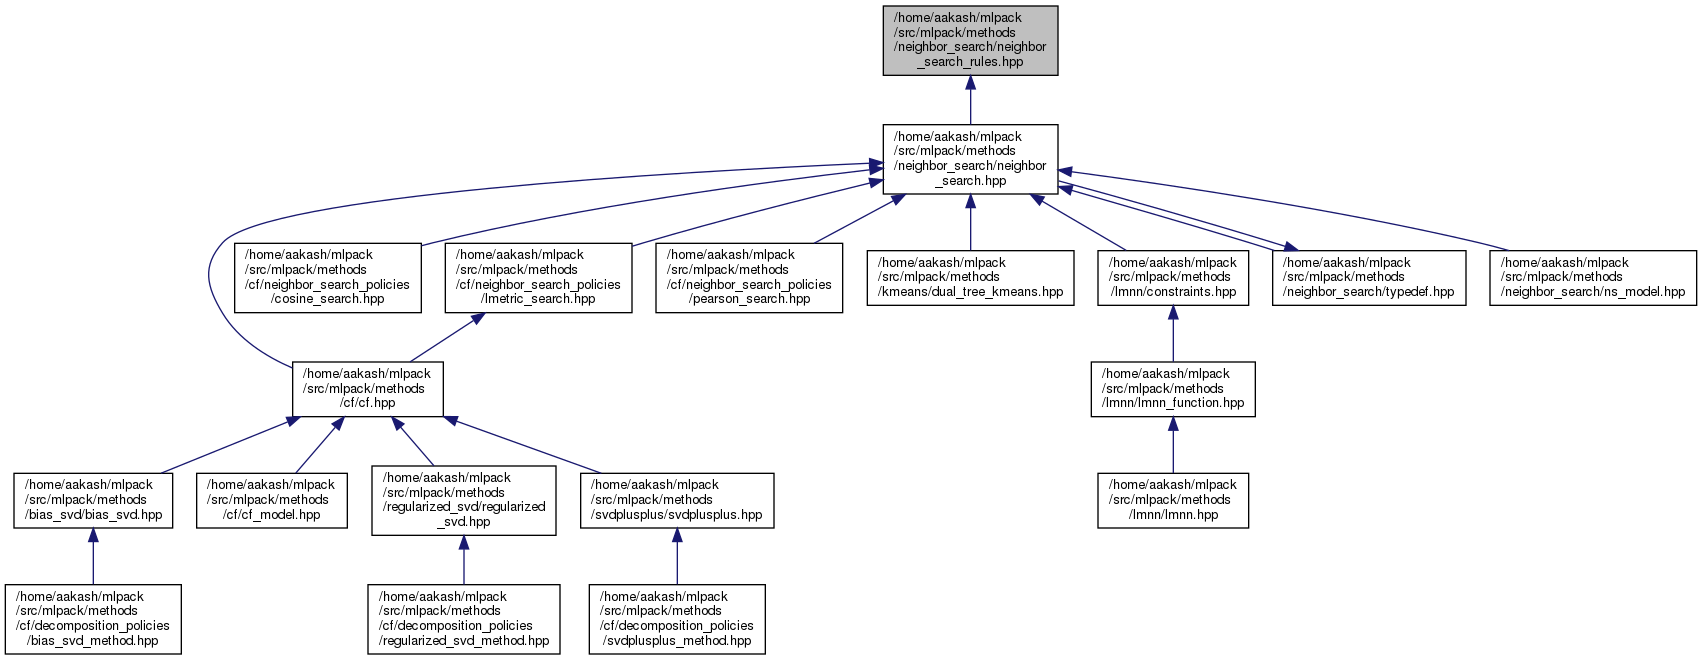 /home/aakash/mlpack
/src/mlpack/methods
/neighbor_search/neighbor
_search_rules.hpp
/home/aakash/mlpack
/src/mlpack/methods
/neighbor_search/neighbor
_search.hpp
/home/aakash/mlpack
/src/mlpack/methods
/cf/neighbor_search_policies
/cosine_search.hpp
/home/aakash/mlpack
/src/mlpack/methods
/cf/neighbor_search_policies
/lmetric_search.hpp
/home/aakash/mlpack
/src/mlpack/methods
/cf/neighbor_search_policies
/pearson_search.hpp
/home/aakash/mlpack
/src/mlpack/methods
/kmeans/dual_tree_kmeans.hpp
/home/aakash/mlpack
/src/mlpack/methods
/lmnn/constraints.hpp
/home/aakash/mlpack
/src/mlpack/methods
/neighbor_search/typedef.hpp
/home/aakash/mlpack
/src/mlpack/methods
/neighbor_search/ns_model.hpp
/home/aakash/mlpack
/src/mlpack/methods
/cf/cf.hpp
/home/aakash/mlpack
/src/mlpack/methods
/lmnn/lmnn_function.hpp
/home/aakash/mlpack
/src/mlpack/methods
/bias_svd/bias_svd.hpp
/home/aakash/mlpack
/src/mlpack/methods
/cf/cf_model.hpp
/home/aakash/mlpack
/src/mlpack/methods
/regularized_svd/regularized
_svd.hpp
/home/aakash/mlpack
/src/mlpack/methods
/svdplusplus/svdplusplus.hpp
/home/aakash/mlpack
/src/mlpack/methods
/lmnn/lmnn.hpp
/home/aakash/mlpack
/src/mlpack/methods
/cf/decomposition_policies
/bias_svd_method.hpp
/home/aakash/mlpack
/src/mlpack/methods
/cf/decomposition_policies
/regularized_svd_method.hpp
/home/aakash/mlpack
/src/mlpack/methods
/cf/decomposition_policies
/svdplusplus_method.hpp